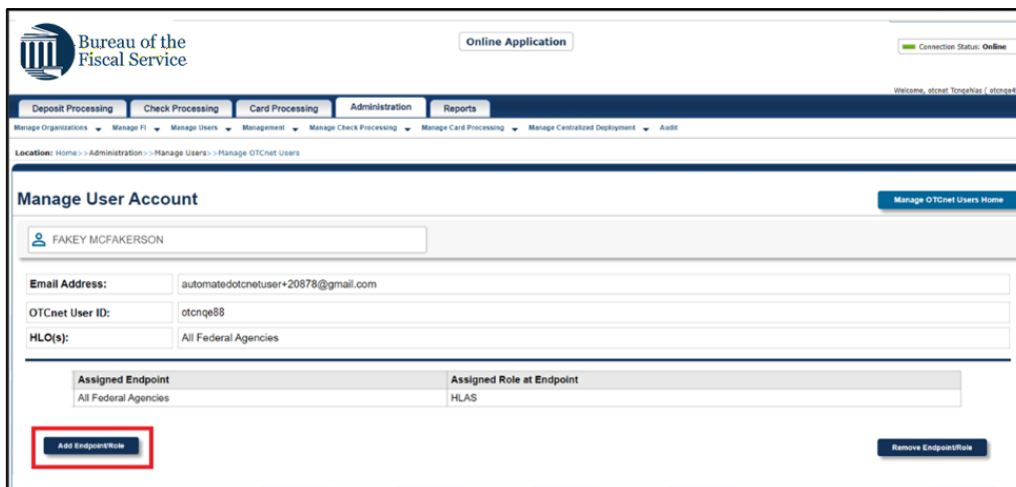 Bureau of the
Fiscal Service
Online Application
Connection Status: Online
Welcome, otcnet Tcnqehlas ( otcnqe4
Deposit Processing Check Processing Card Processing Administration Reports
Manage Organizations Manage FI Manage Users Management Manage Check Processing Manage Card Processing Manage Centralized Deployment Audit
Location: Home>>Administration>>Manage Users>>Manage OTCnet Users
Manage User Account
Manage OTCnet Users Home
FAKEY MCFAKERSON
Email Address: automatedotcnetuser+20878@gmail.com
OTCnet User ID: otcnqe88
HLO(s): All Federal Agencies
Assigned Endpoint Assigned Role at Endpoint
All Federal Agencies HLAS
Add Endpoint/Role Remove Endpoint/Role